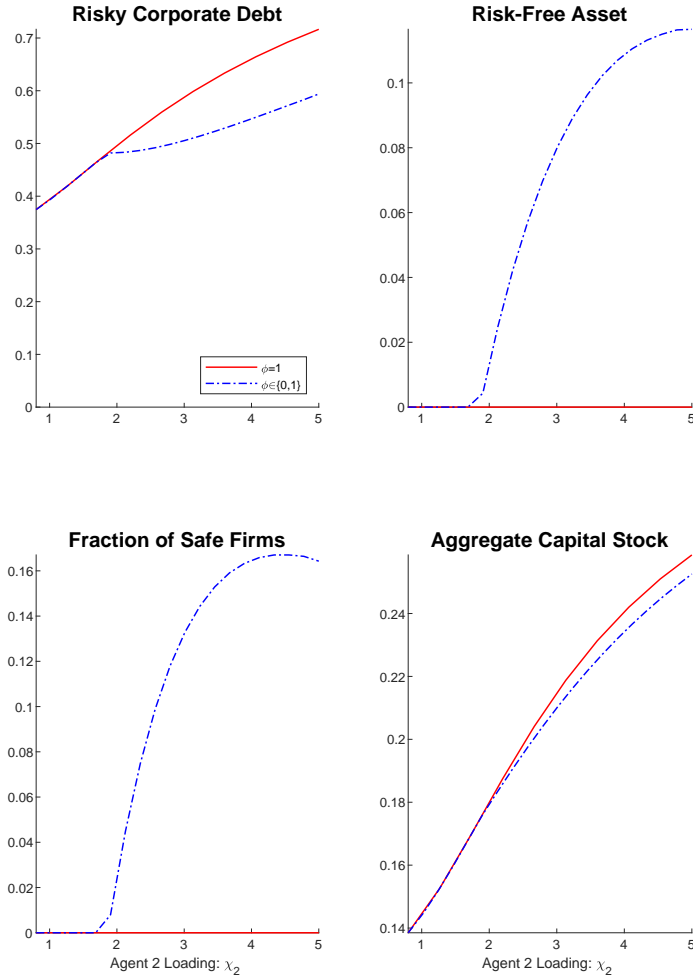 Risky Corporate Debt
0.7
0.6
0.5
0.4
0.3
0.2
0.1
0
1 2 3 4 5
ϕ=1
ϕ∈{0,1}
Risk-Free Asset
0.1
0.08
0.06
0.04
0.02
0
1 2 3 4 5
Fraction of Safe Firms
0.16
0.14
0.12
0.1
0.08
0.06
0.04
0.02
0
1 2 3 4 5
Agent 2 Loading: χ₂
Aggregate Capital Stock
0.24
0.22
0.2
0.18
0.16
0.14
1 2 3 4 5
Agent 2 Loading: χ₂